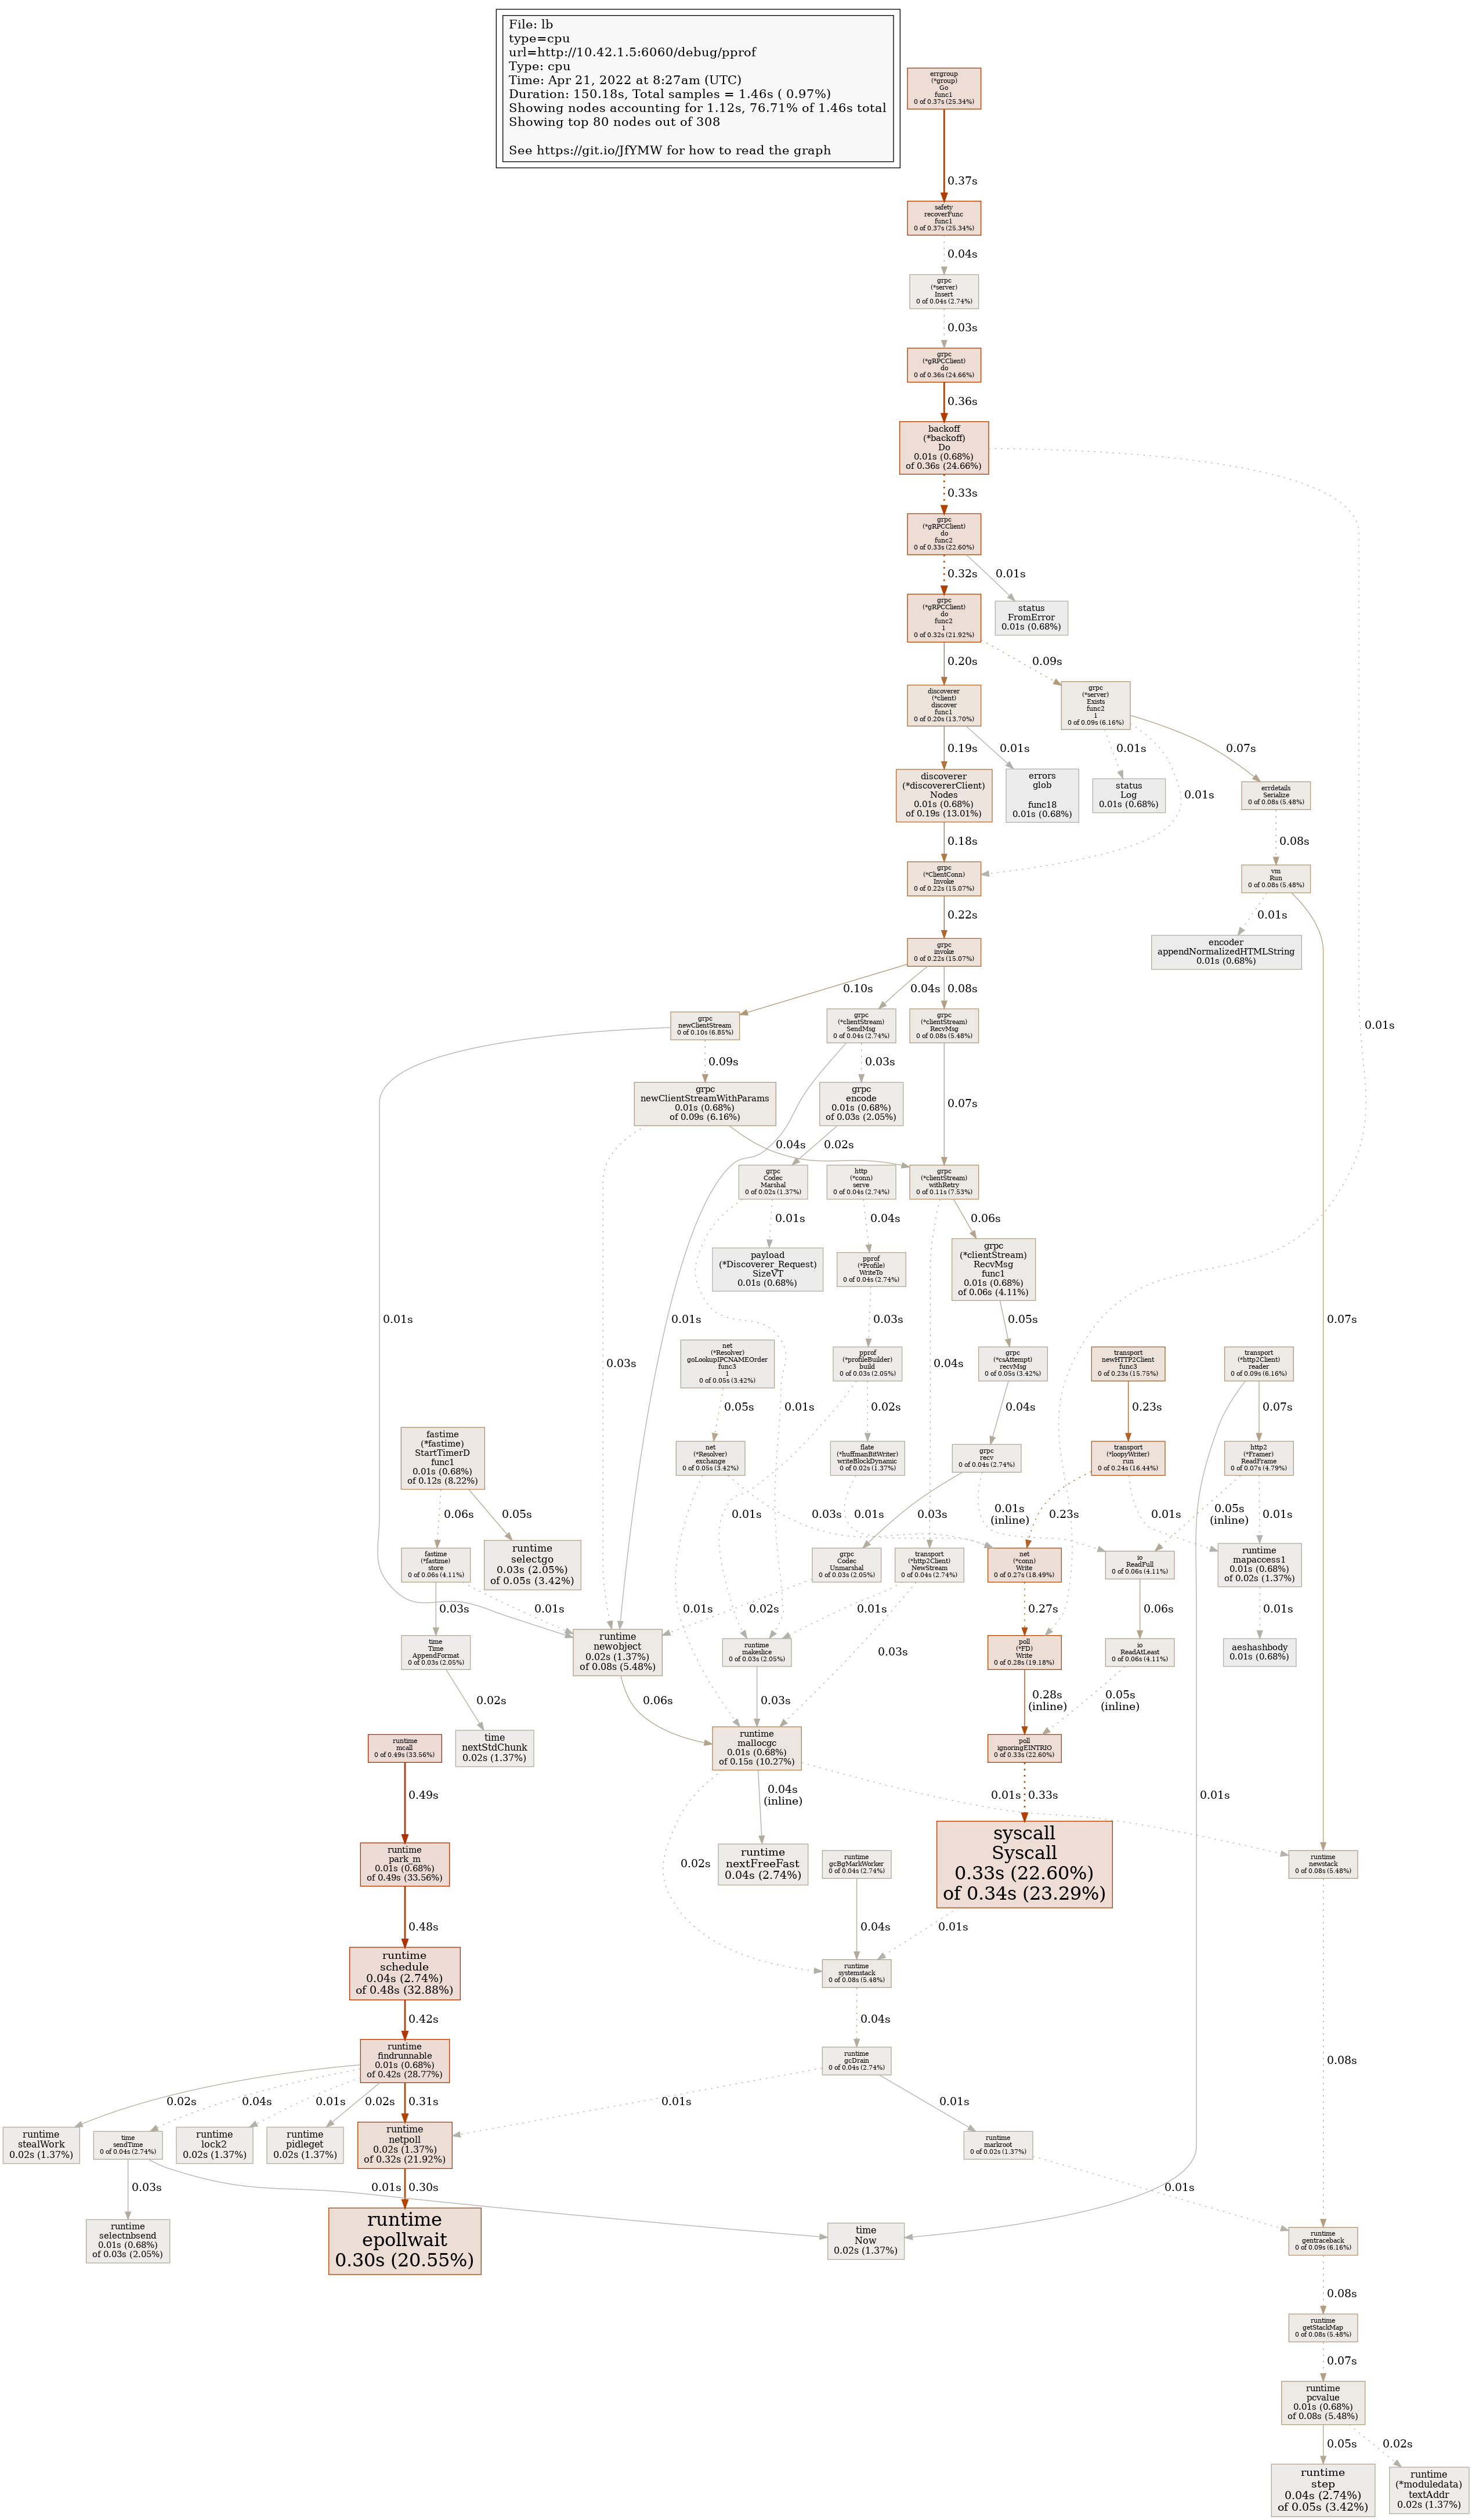 File: lb
type=cpu
url=http://10.42.1.5:6060/debug/pprof
Type: cpu
Time: Apr 21, 2022 at 8:27am (UTC)
Duration: 150.18s, Total samples = 1.46s ( 0.97%)
Showing nodes accounting for 1.12s, 76.71% of 1.46s total
Showing top 80 nodes out of 308
See https://git.io/JfYMW for how to read the graph
errgroup
(*group)
Go
func1
0 of 0.37s (25.34%)
0.37s
safety
recoverFunc
func1
0 of 0.37s (25.34%)
0.04s
grpc
(*server)
Insert
0 of 0.04s (2.74%)
0.03s
grpc
(*gRPCClient)
do
0 of 0.36s (24.66%)
0.36s
backoff
(*backoff)
Do
0.01s (0.68%)
of 0.36s (24.66%)
0.33s
0.01s
grpc
(*gRPCClient)
do
func2
0 of 0.33s (22.60%)
0.32s
0.01s
grpc
(*gRPCClient)
do
func2
1
0 of 0.32s (21.92%)
status
FromError
0.01s (0.68%)
0.20s
0.09s
discoverer
(*client)
discover
func1
0 of 0.20s (13.70%)
grpc
(*server)
Exists
func2
1
0 of 0.09s (6.16%)
0.19s
0.01s
0.01s
0.01s
0.07s
discoverer
(*discovererClient)
Nodes
0.01s (0.68%)
of 0.19s (13.01%)
errors
glob
func18
0.01s (0.68%)
status
Log
0.01s (0.68%)
errdetails
Serialize
0 of 0.08s (5.48%)
0.18s
0.08s
grpc
(*ClientConn)
Invoke
0 of 0.22s (15.07%)
vm
Run
0 of 0.08s (5.48%)
0.22s
0.01s
0.07s
grpc
invoke
0 of 0.22s (15.07%)
encoder
appendNormalizedHTMLString
0.01s (0.68%)
0.10s
0.04s
0.08s
grpc
newClientStream
0 of 0.10s (6.85%)
grpc
(*clientStream)
SendMsg
0 of 0.04s (2.74%)
grpc
(*clientStream)
RecvMsg
0 of 0.08s (5.48%)
0.01s
0.09s
0.01s
0.03s
0.07s
grpc
newClientStreamWithParams
0.01s (0.68%)
of 0.09s (6.16%)
grpc
encode
0.01s (0.68%)
of 0.03s (2.05%)
0.03s
0.04s
0.02s
grpc
Codec
Marshal
0 of 0.02s (1.37%)
http
(*conn)
serve
0 of 0.04s (2.74%)
grpc
(*clientStream)
withRetry
0 of 0.11s (7.53%)
0.01s
0.01s
0.04s
0.04s
0.06s
payload
(*Discoverer_Request)
SizeVT
0.01s (0.68%)
pprof
(*Profile)
WriteTo
0 of 0.04s (2.74%)
grpc
(*clientStream)
RecvMsg
func1
0.01s (0.68%)
of 0.06s (4.11%)
0.03s
0.05s
net
(*Resolver)
goLookupIPCNAMEOrder
func3
1
0 of 0.05s (3.42%)
pprof
(*profileBuilder)
build
0 of 0.03s (2.05%)
grpc
(*csAttempt)
recvMsg
0 of 0.05s (3.42%)
transport
newHTTP2Client
func3
0 of 0.23s (15.75%)
transport
(*http2Client)
reader
0 of 0.09s (6.16%)
0.05s
0.01s
0.02s
0.04s
0.23s
0.01s
0.07s
fastime
(*fastime)
StartTimerD
func1
0.01s (0.68%)
of 0.12s (8.22%)
net
(*Resolver)
exchange
0 of 0.05s (3.42%)
flate
(*huffmanBitWriter)
writeBlockDynamic
0 of 0.02s (1.37%)
grpc
recv
0 of 0.04s (2.74%)
transport
(*loopyWriter)
run
0 of 0.24s (16.44%)
http2
(*Framer)
ReadFrame
0 of 0.07s (4.79%)
0.06s
0.05s
0.01s
0.03s
0.01s
0.03s
0.01s
(inline)
0.23s
0.01s
0.05s
(inline)
0.01s
fastime
(*fastime)
store
0 of 0.06s (4.11%)
runtime
selectgo
0.03s (2.05%)
of 0.05s (3.42%)
grpc
Codec
Unmarshal
0 of 0.03s (2.05%)
transport
(*http2Client)
NewStream
0 of 0.04s (2.74%)
net
(*conn)
Write
0 of 0.27s (18.49%)
io
ReadFull
0 of 0.06s (4.11%)
runtime
mapaccess1
0.01s (0.68%)
of 0.02s (1.37%)
0.03s
0.01s
0.02s
0.01s
0.03s
0.27s
0.06s
0.01s
time
Time
AppendFormat
0 of 0.03s (2.05%)
runtime
newobject
0.02s (1.37%)
of 0.08s (5.48%)
runtime
makeslice
0 of 0.03s (2.05%)
poll
(*FD)
Write
0 of 0.28s (19.18%)
io
ReadAtLeast
0 of 0.06s (4.11%)
aeshashbody
0.01s (0.68%)
0.02s
0.06s
0.03s
0.28s
(inline)
0.05s
(inline)
runtime
mcall
0 of 0.49s (33.56%)
time
nextStdChunk
0.02s (1.37%)
runtime
mallocgc
0.01s (0.68%)
of 0.15s (10.27%)
poll
ignoringEINTRIO
0 of 0.33s (22.60%)
0.49s
0.02s
0.04s
(inline)
0.01s
0.33s
runtime
park_m
0.01s (0.68%)
of 0.49s (33.56%)
runtime
nextFreeFast
0.04s (2.74%)
runtime
gcBgMarkWorker
0 of 0.04s (2.74%)
syscall
Syscall
0.33s (22.60%)
of 0.34s (23.29%)
runtime
newstack
0 of 0.08s (5.48%)
0.48s
0.04s
0.01s
0.08s
runtime
schedule
0.04s (2.74%)
of 0.48s (32.88%)
runtime
systemstack
0 of 0.08s (5.48%)
0.42s
0.04s
runtime
findrunnable
0.01s (0.68%)
of 0.42s (28.77%)
runtime
gcDrain
0 of 0.04s (2.74%)
0.02s
0.04s
0.01s
0.02s
0.31s
0.01s
0.01s
runtime
stealWork
0.02s (1.37%)
time
sendTime
0 of 0.04s (2.74%)
runtime
lock2
0.02s (1.37%)
runtime
pidleget
0.02s (1.37%)
runtime
netpoll
0.02s (1.37%)
of 0.32s (21.92%)
runtime
markroot
0 of 0.02s (1.37%)
0.03s
0.01s
0.30s
0.01s
runtime
selectnbsend
0.01s (0.68%)
of 0.03s (2.05%)
runtime
epollwait
0.30s (20.55%)
time
Now
0.02s (1.37%)
runtime
gentraceback
0 of 0.09s (6.16%)
0.08s
runtime
getStackMap
0 of 0.08s (5.48%)
0.07s
runtime
pcvalue
0.01s (0.68%)
of 0.08s (5.48%)
0.05s
0.02s
runtime
step
0.04s (2.74%)
of 0.05s (3.42%)
runtime
(*moduledata)
textAddr
0.02s (1.37%)